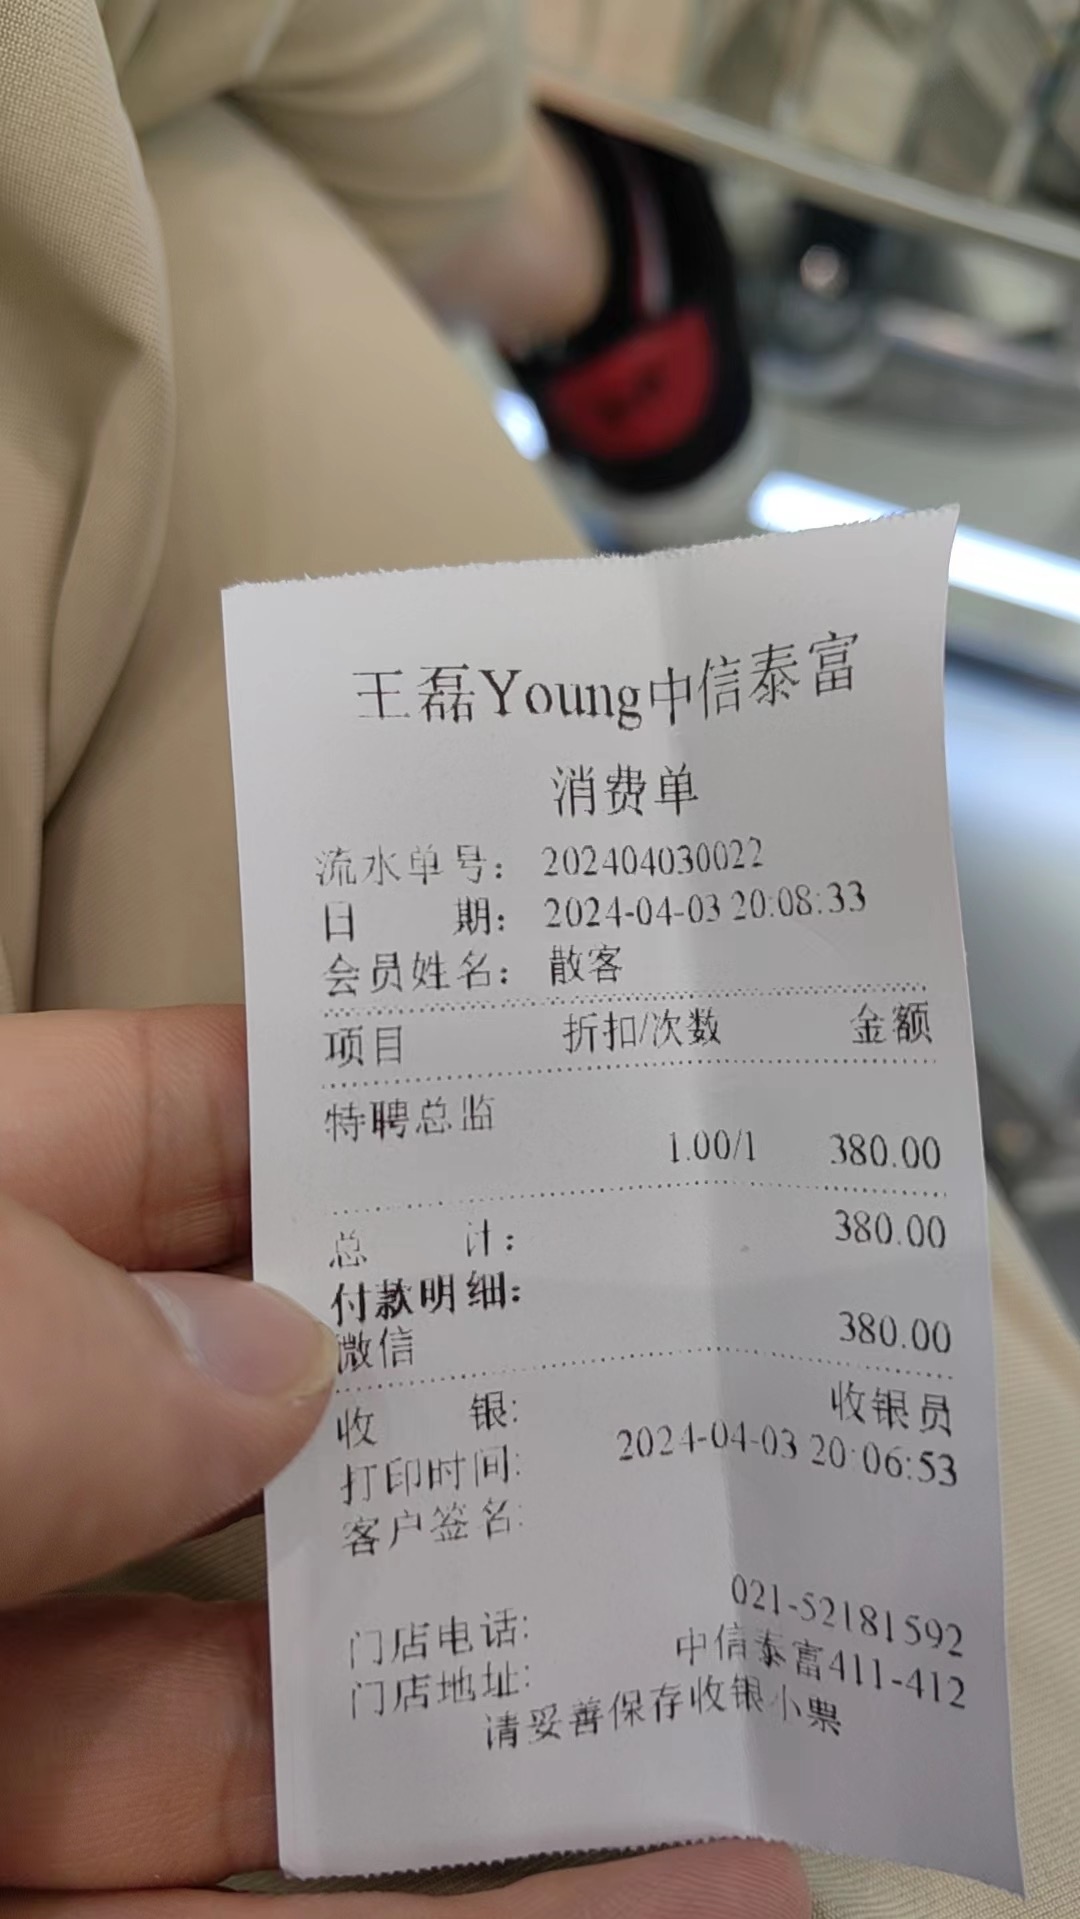 王磊Young中信泰富
消费单
流水单号： 202404030022
日 期： 2024-04-03 20:08:33
会员姓名： 散客
项目 折扣/次数 金额
特聘总监
1.00/1 380.00
总 计： 380.00
付款明细：
微信 380.00
收 银: 收银员
打印时间: 2024-04-03 20:06:53
客户签名:
门店电话: 021-52181592
门店地址: 中信泰富411-412
请妥善保存收银小票